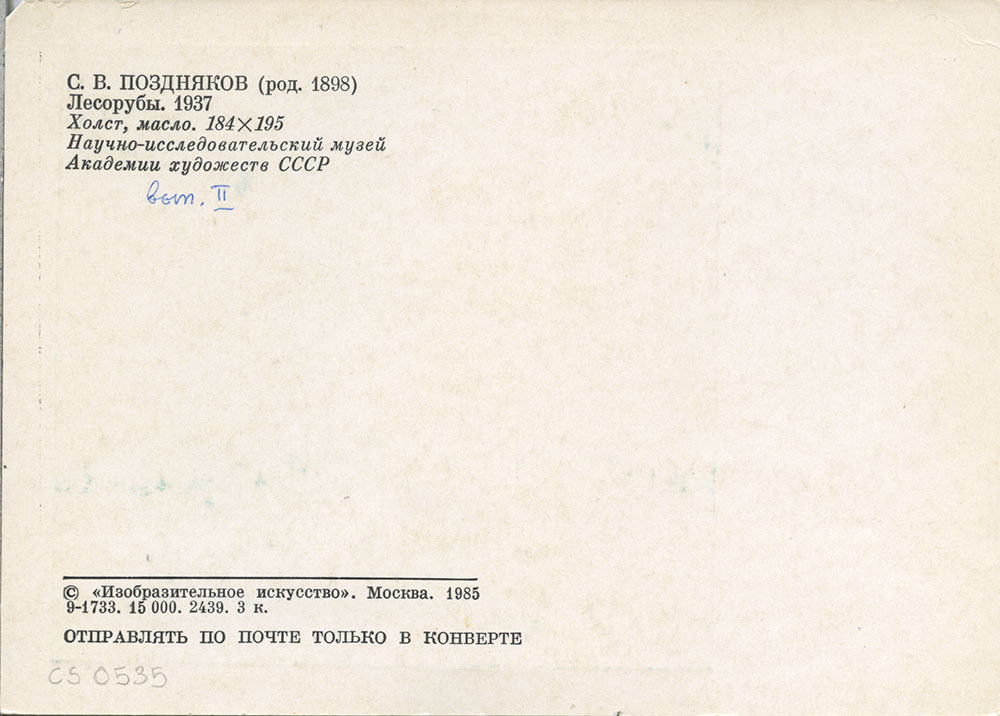 С. В. ПОЗДНЯКОВ (род. 1898)
Лесорубы. 1937
Холст, масло. 184×195
Научно-исследовательский музей
Академии художеств СССР
вып. II
© «Изобразительное искусство». Москва. 1985
9-1733. 15 000. 2439. 3 к.
ОТПРАВЛЯТЬ ПО ПОЧТЕ ТОЛЬКО В КОНВЕРТЕ
CS 0535